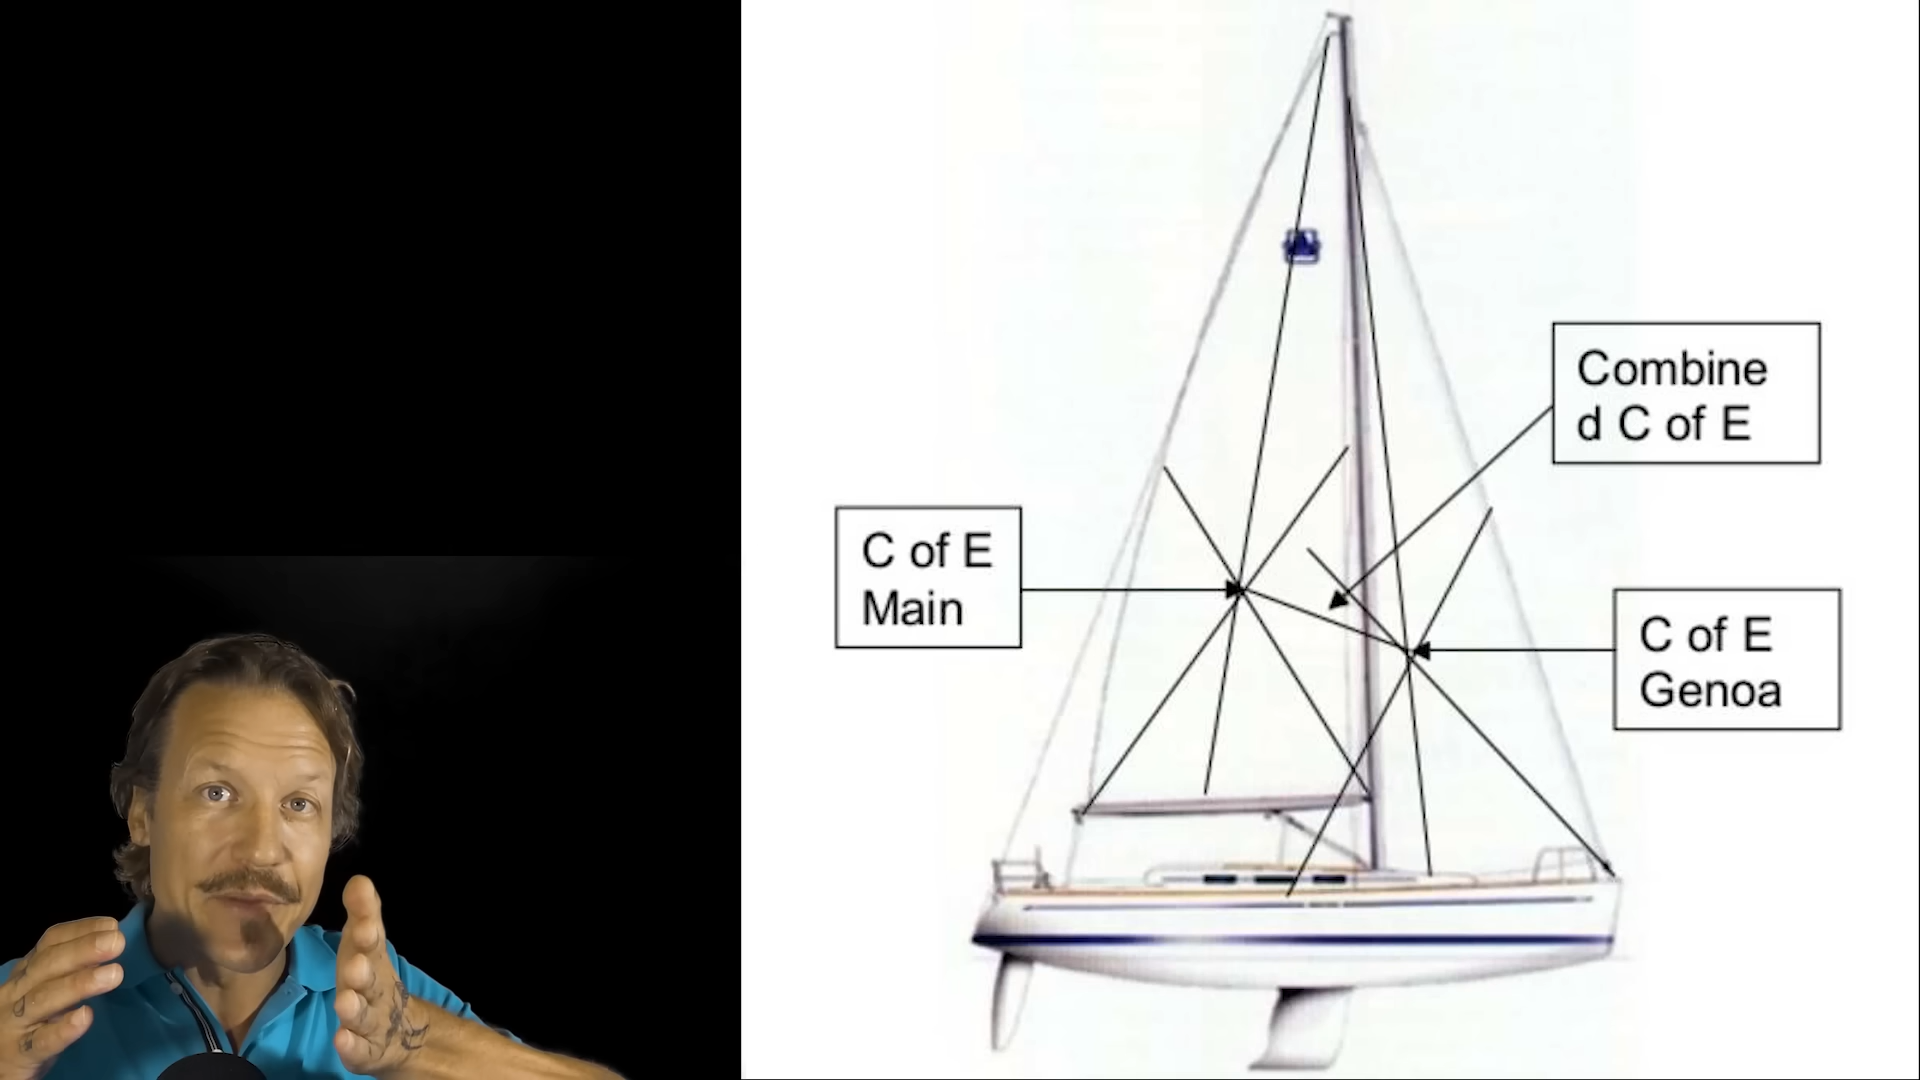 Combine
d C of E
C of E
Main
C of E
Genoa